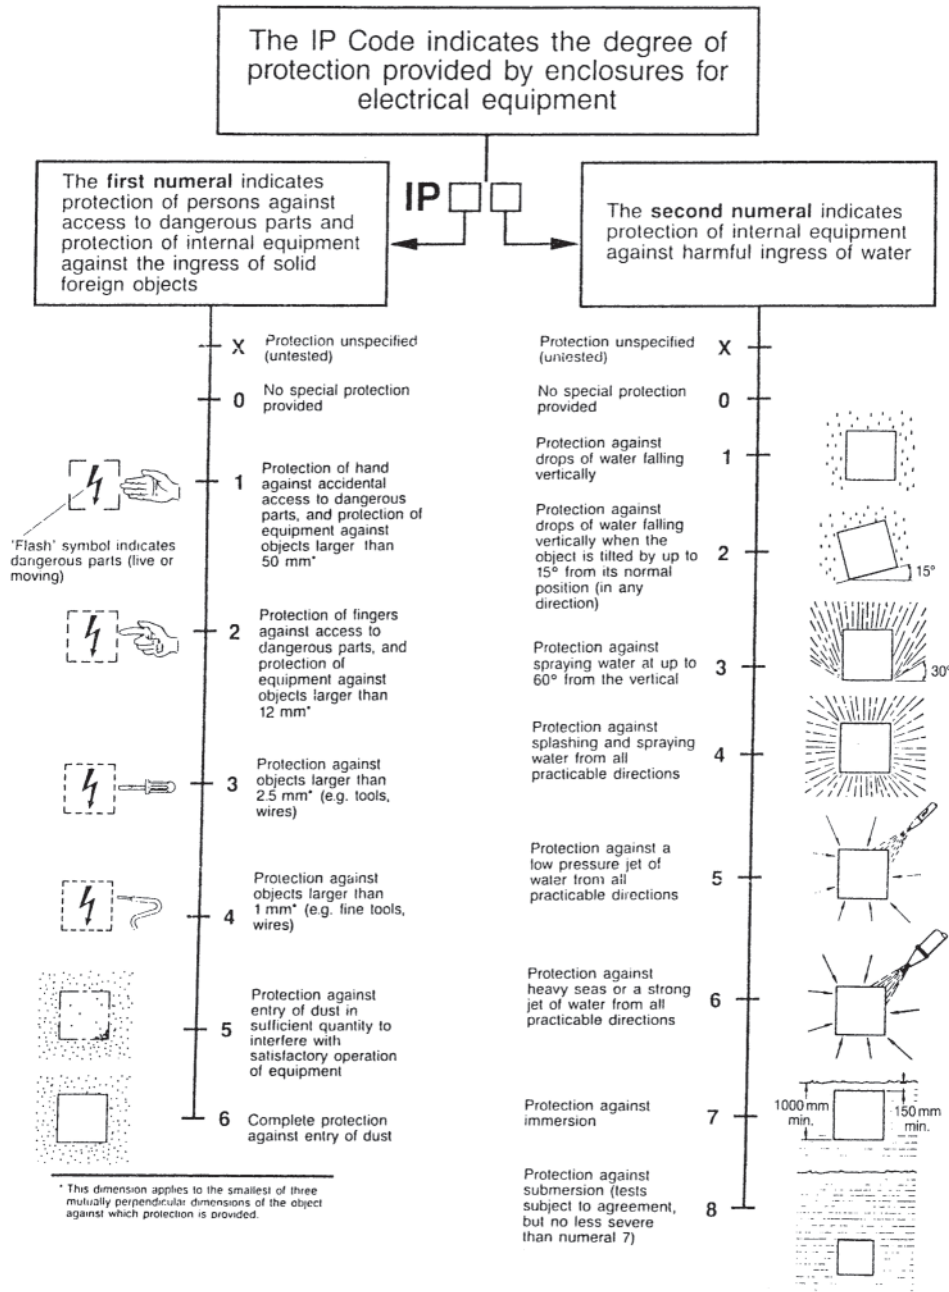 The IP Code indicates the degree of
protection provided by enclosures for
electrical equipment
The first numeral indicates
protection of persons against
access to dangerous parts and
protection of internal equipment
against the ingress of solid
foreign objects
IP
The second numeral indicates
protection of internal equipment
against harmful ingress of water
X
Protection unspecified
(untested)
0
No special protection
provided
1
Protection of hand
against accidental
access to dangerous
parts, and protection of
equipment against
objects larger than
50 mm*
'Flash' symbol indicates
dangerous parts (live or
moving)
2
Protection of fingers
against access to
dangerous parts, and
protection of
equipment against
objects larger than
12 mm*
3
Protection against
objects larger than
2.5 mm* (e.g. tools,
wires)
4
Protection against
objects larger than
1 mm* (e.g. fine tools,
wires)
5
Protection against
entry of dust in
sufficient quantity to
interfere with
satisfactory operation
of equipment
6
Complete protection
against entry of dust
* This dimension applies to the smallest of three
mutually perpendicular dimensions of the object
against which protection is provided.
Protection unspecified
(untested)
X
No special protection
provided
0
Protection against
drops of water falling
vertically
1
Protection against
drops of water falling
vertically when the
object is tilted by up to
15° from its normal
position (in any
direction)
2
15°
Protection against
spraying water at up to
60° from the vertical
3
30°
Protection against
splashing and spraying
water from all
practicable directions
4
Protection against a
low pressure jet of
water from all
practicable directions
5
Protection against
heavy seas or a strong
jet of water from all
practicable directions
6
Protection against
immersion
7
1000 mm
min.
150 mm
min.
Protection against
submersion (tests
subject to agreement,
but no less severe
than numeral 7)
8